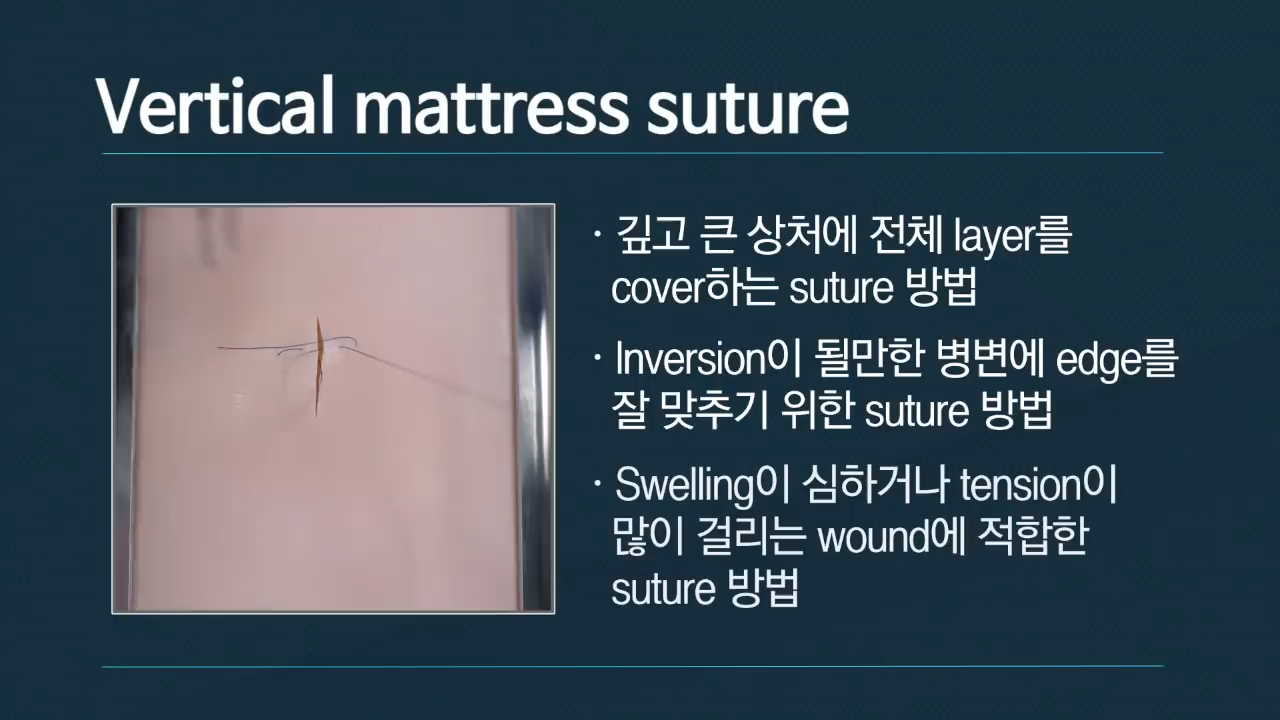 Vertical mattress suture
· 깊고 큰 상처에 전체 layer를
cover하는 suture 방법
· Inversion이 될만한 병변에 edge를
잘 맞추기 위한 suture 방법
· Swelling이 심하거나 tension이
많이 걸리는 wound에 적합한
suture 방법